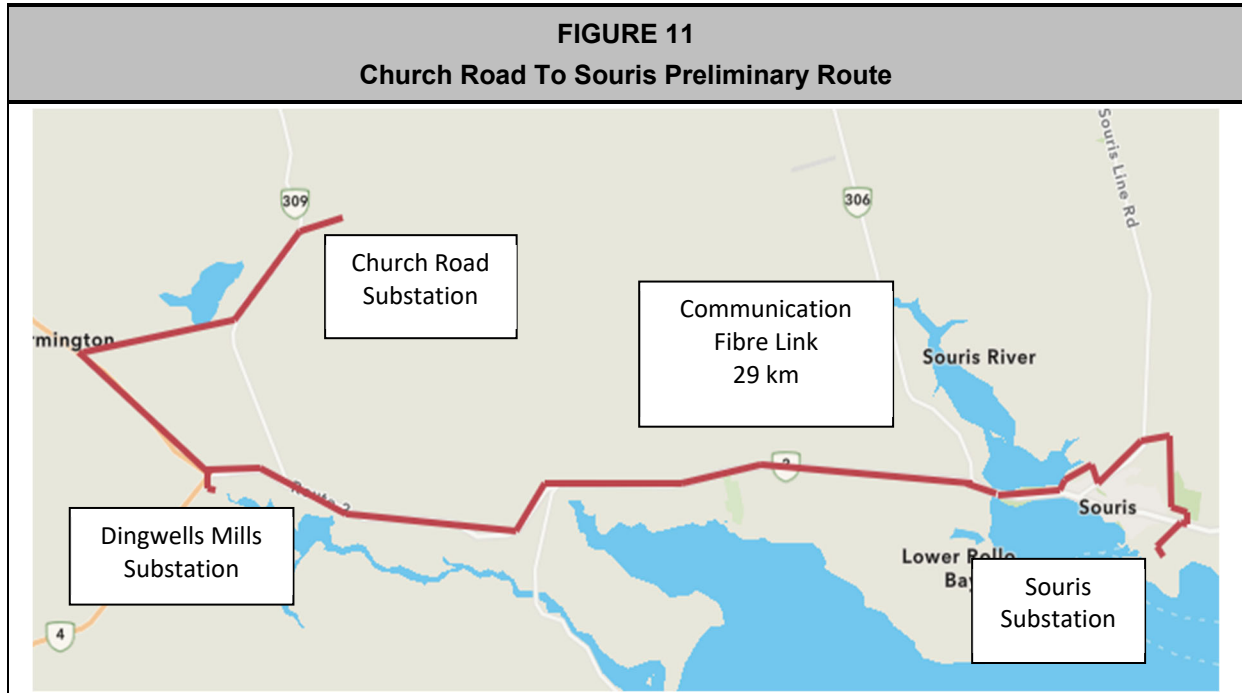 FIGURE 11
Church Road To Souris Preliminary Route
Souris Line Rd
309
306
Church Road
Substation
Communication
Fibre Link
29 km
rmington
Souris River
2
Route 2
Souris
Dingwells Mills
Substation
Lower Rollo
Bay
Souris
Substation
4